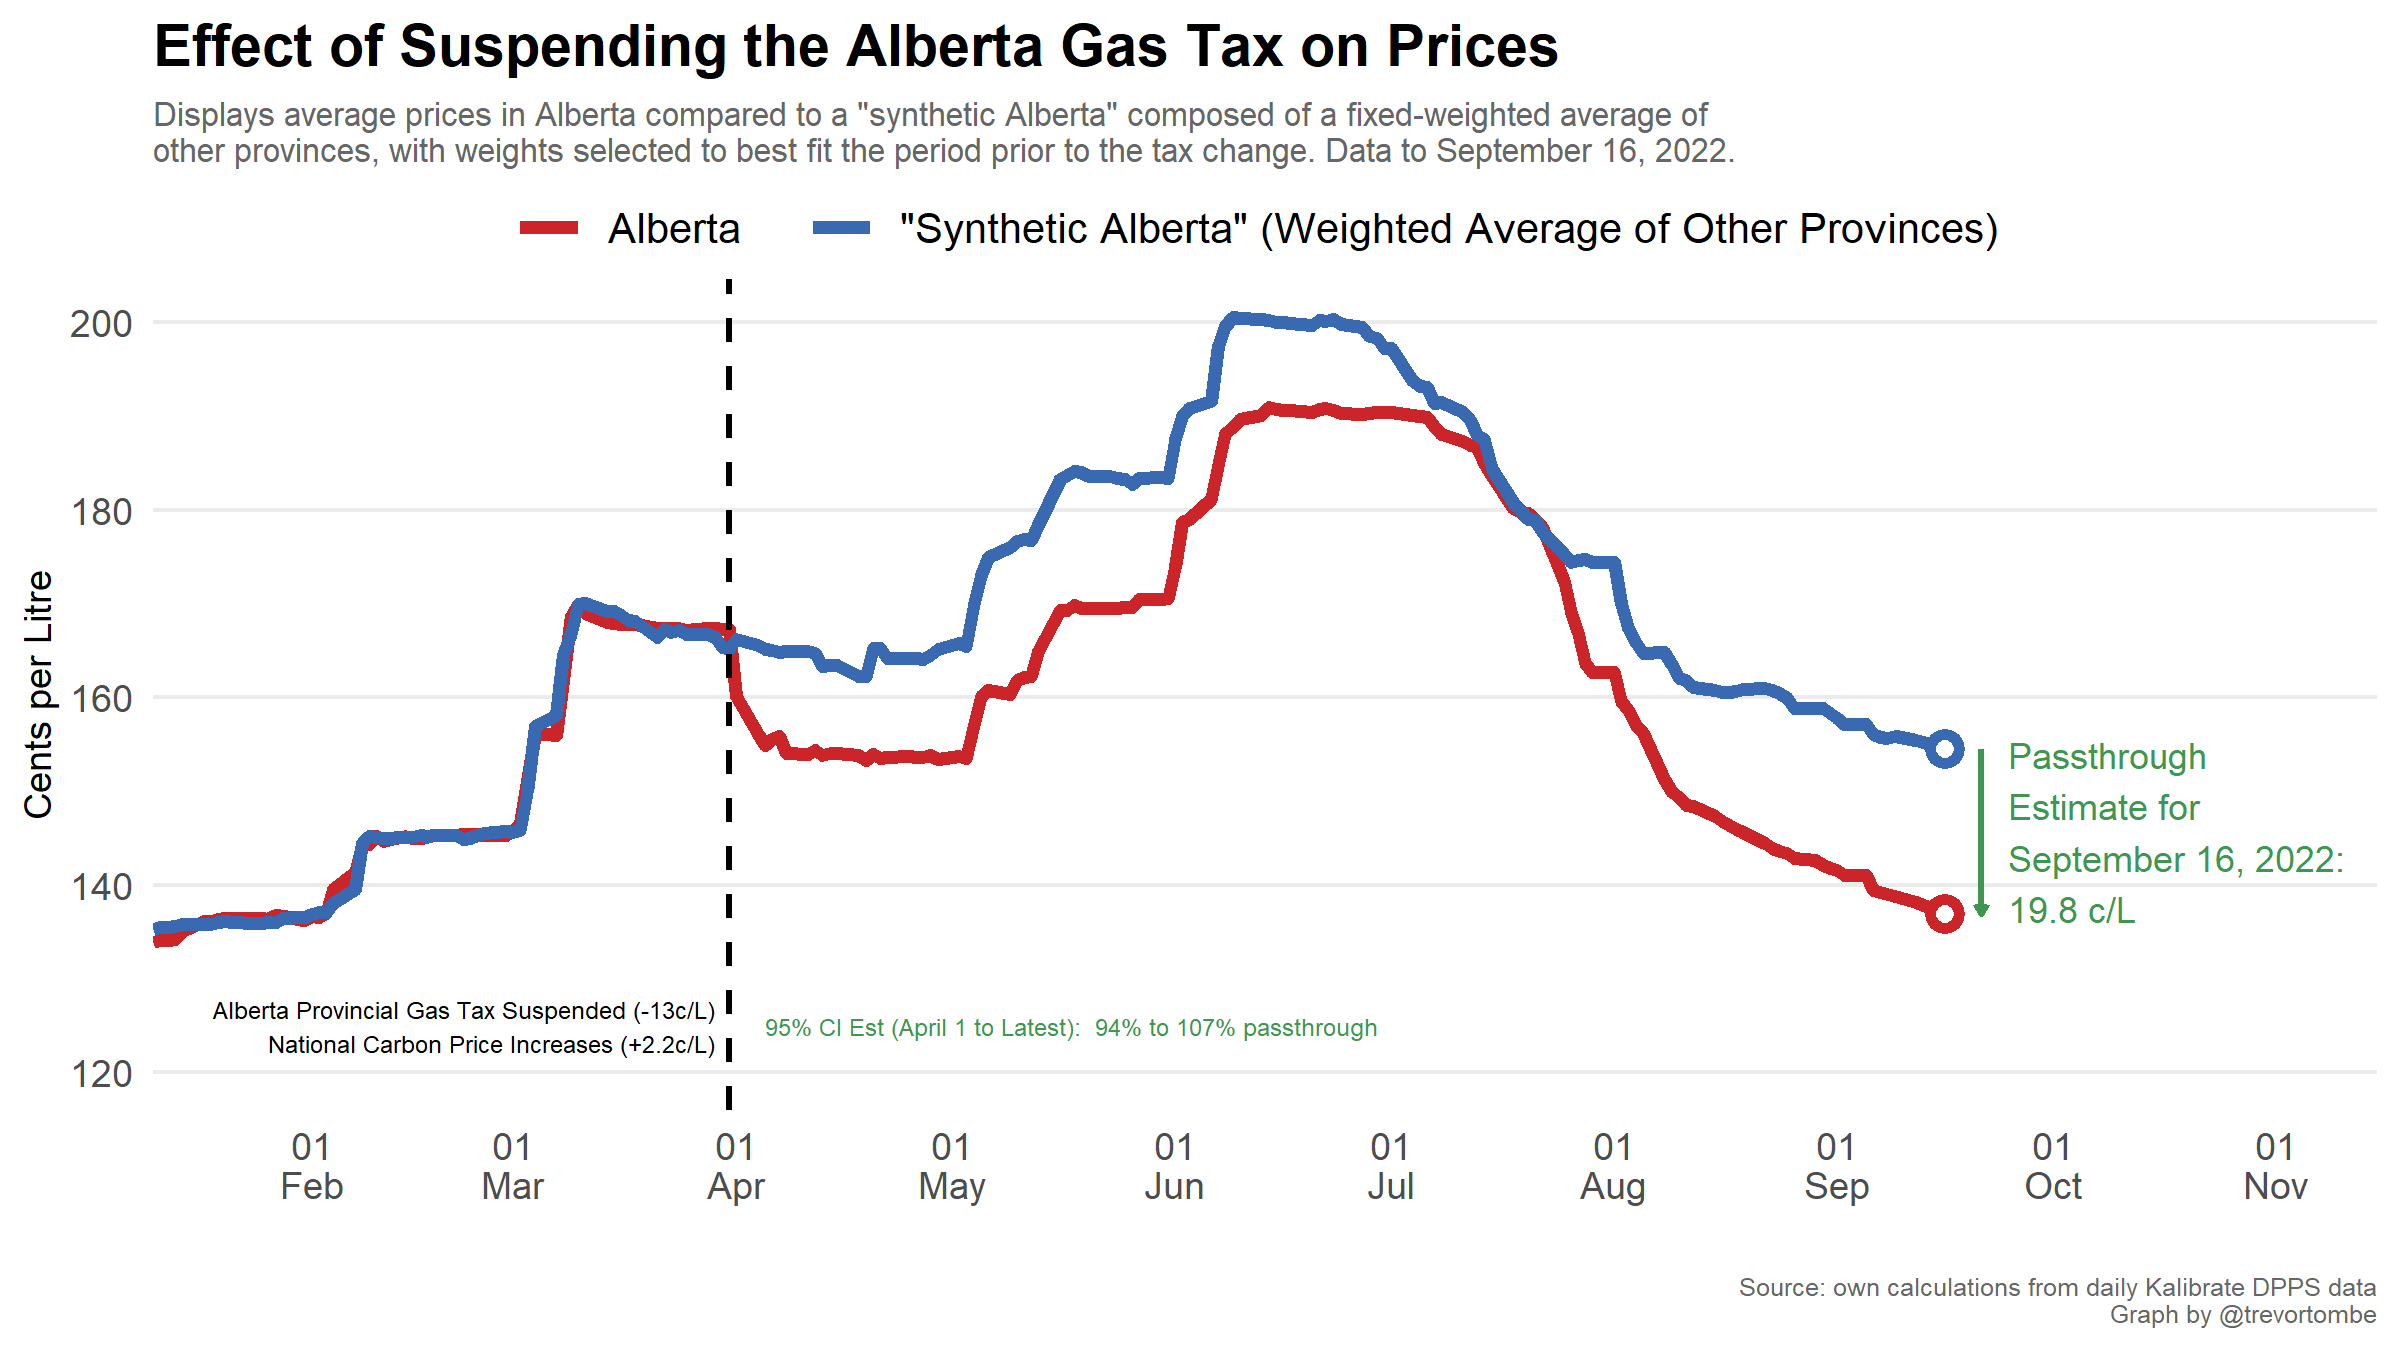 Effect of Suspending the Alberta Gas Tax on Prices
Displays average prices in Alberta compared to a "synthetic Alberta" composed of a fixed-weighted average of
other provinces, with weights selected to best fit the period prior to the tax change. Data to September 16, 2022.
Alberta
"Synthetic Alberta" (Weighted Average of Other Provinces)
Cents per Litre
200
180
160
140
120
Passthrough
Estimate for
September 16, 2022:
19.8 c/L
Alberta Provincial Gas Tax Suspended (-13c/L)
National Carbon Price Increases (+2.2c/L)
95% CI Est (April 1 to Latest):  94% to 107% passthrough
01 01 01 01 01 01 01 01 01 01
Feb Mar Apr May Jun Jul Aug Sep Oct Nov
Source: own calculations from daily Kalibrate DPPS data
Graph by @trevortombe